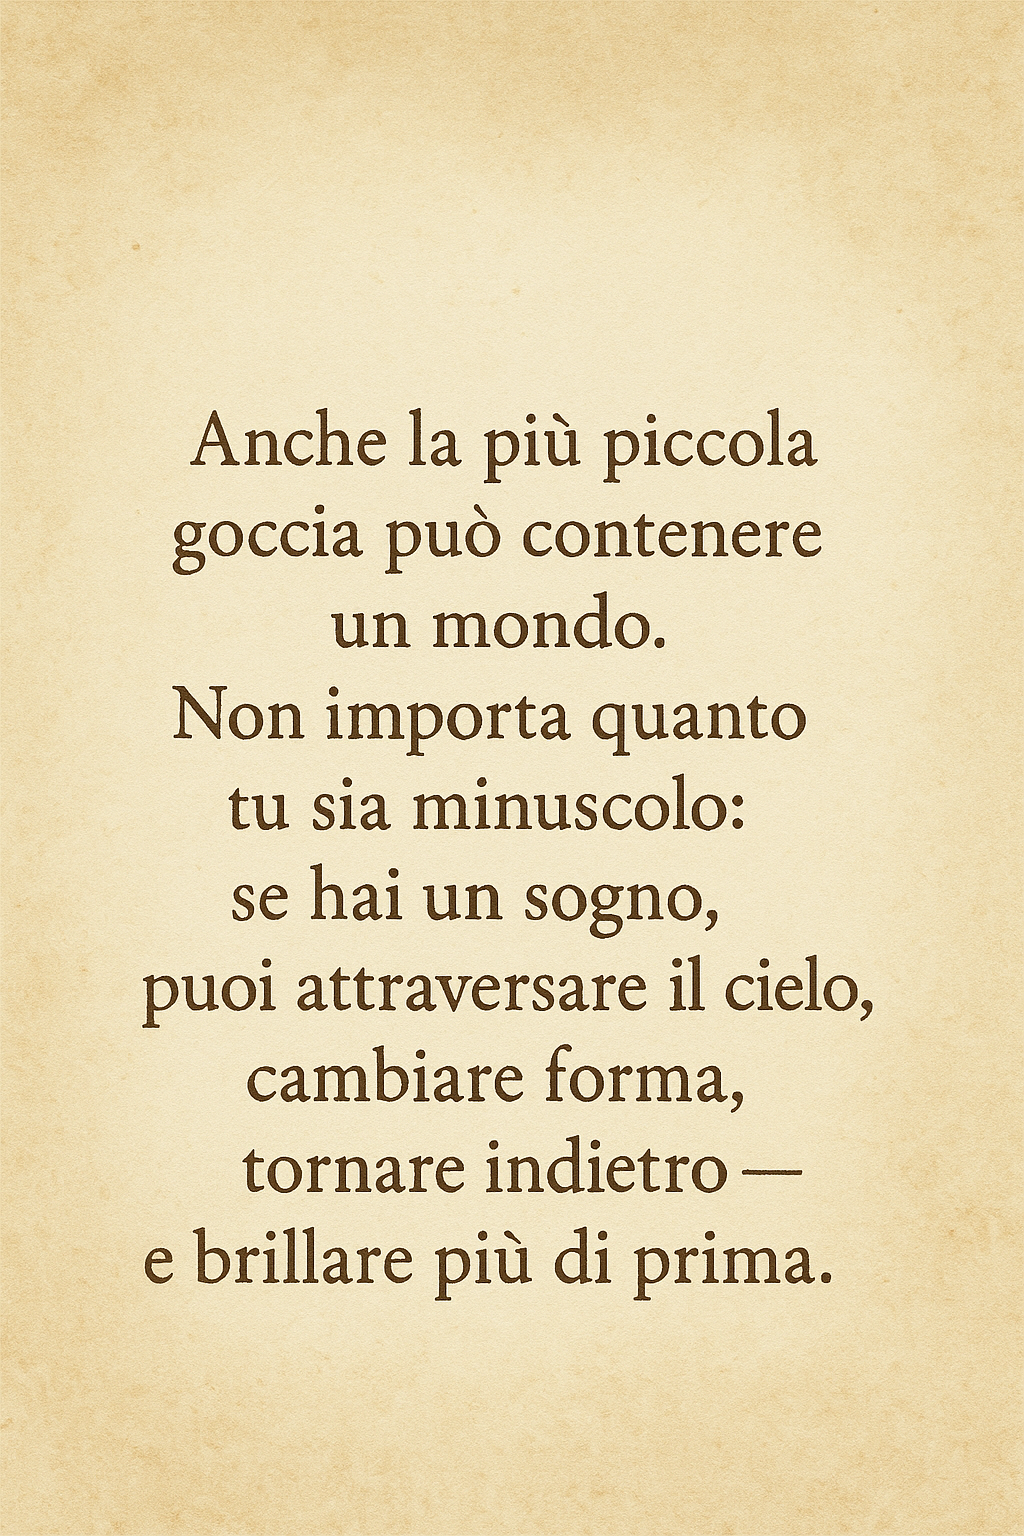 Anche la più piccola
goccia può contenere
un mondo.
Non importa quanto
tu sia minuscolo:
se hai un sogno,
puoi attraversare il cielo,
cambiare forma,
tornare indietro —
e brillare più di prima.